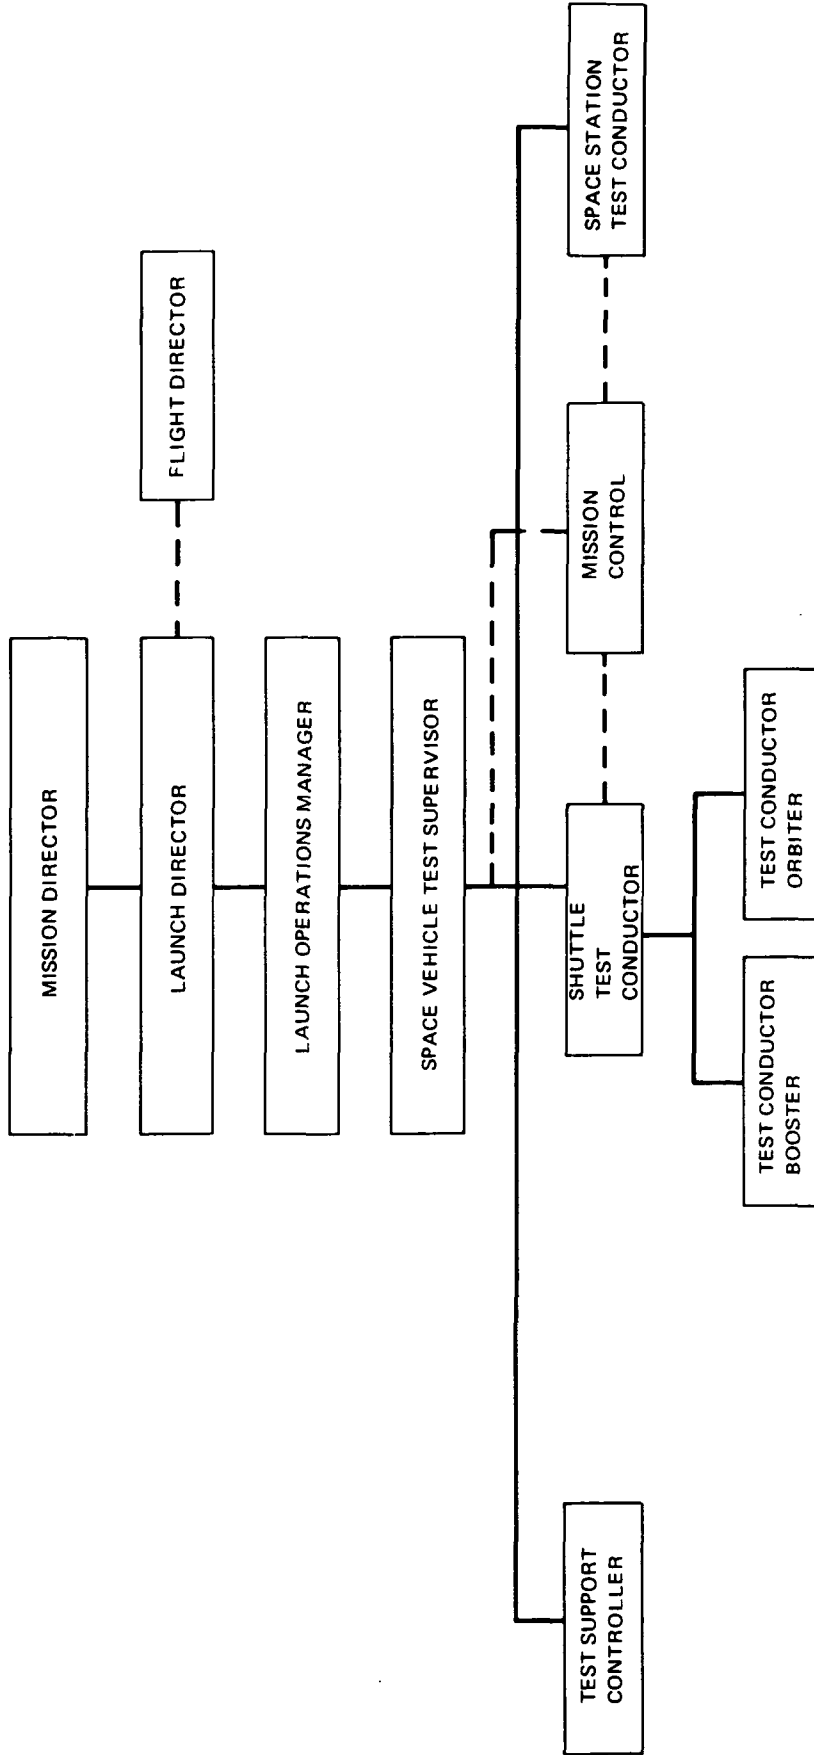 MISSION DIRECTOR
LAUNCH DIRECTOR
FLIGHT DIRECTOR
LAUNCH OPERATIONS MANAGER
SPACE VEHICLE TEST SUPERVISOR
TEST SUPPORT
CONTROLLER
SHUTTLE
TEST
CONDUCTOR
MISSION
CONTROL
SPACE STATION
TEST CONDUCTOR
TEST CONDUCTOR
BOOSTER
TEST CONDUCTOR
ORBITER